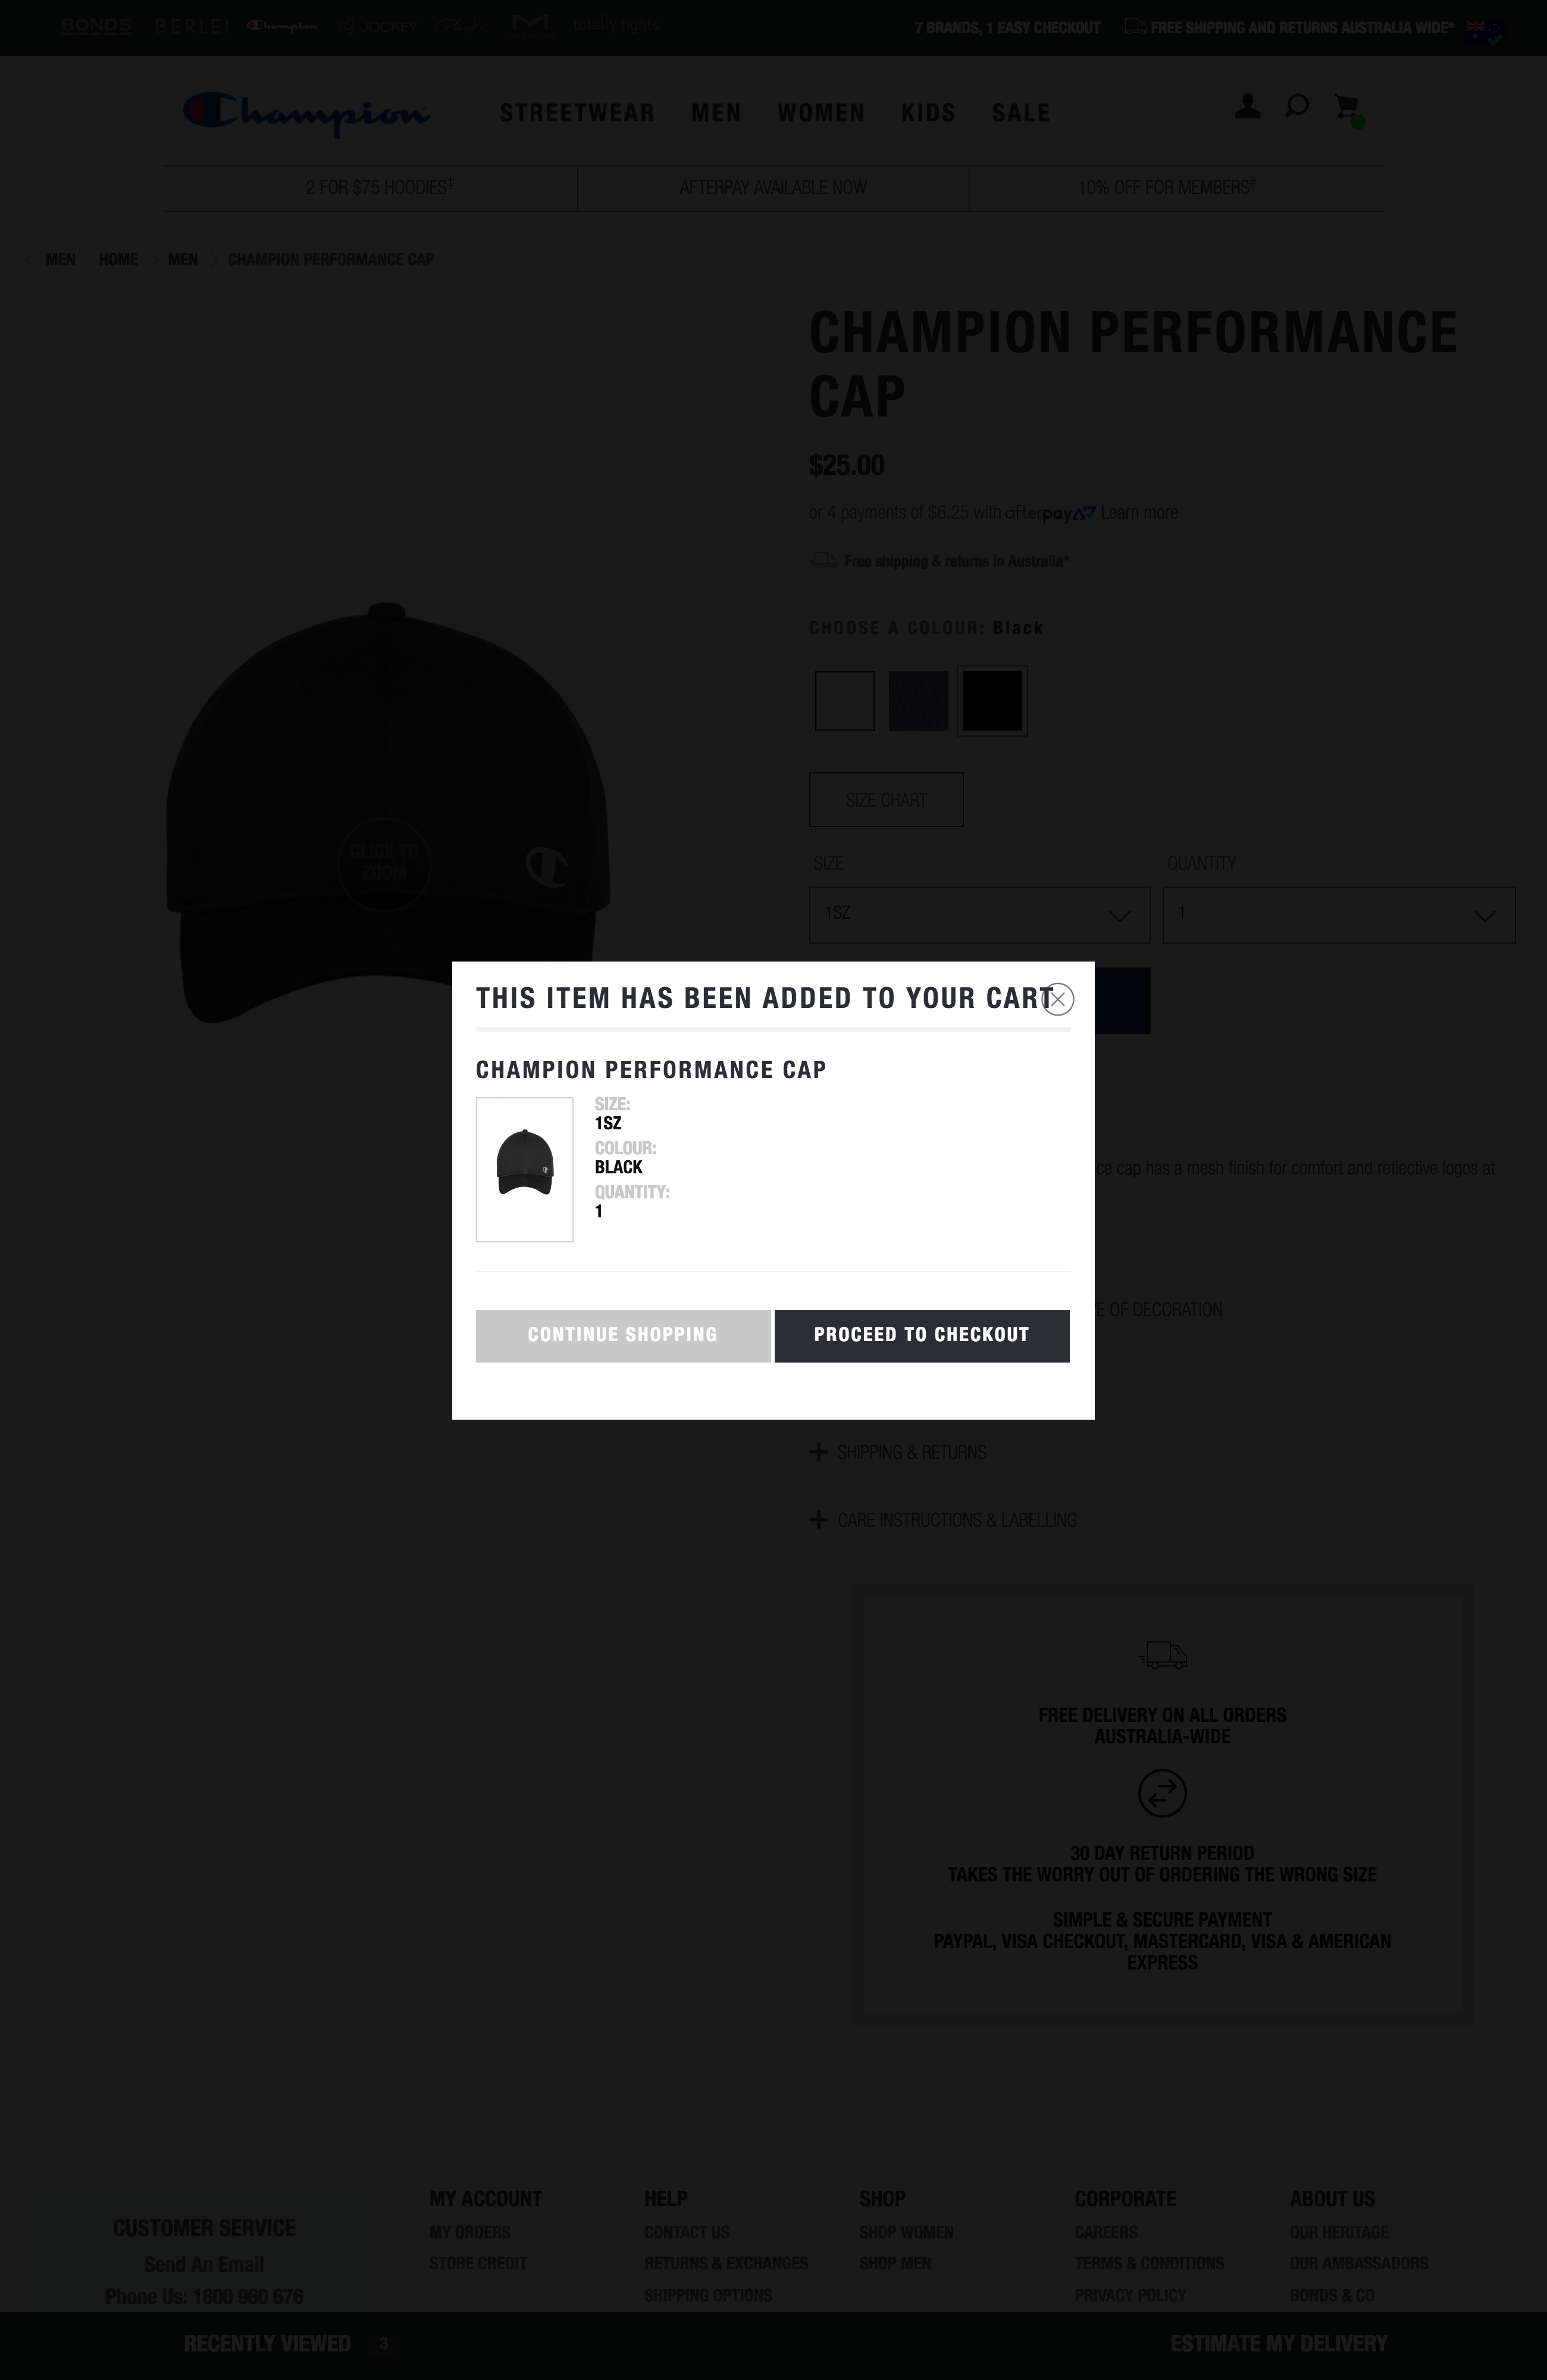 BONDS BERLEI Champion JOCKEY totally tights
7 BRANDS, 1 EASY CHECKOUT FREE SHIPPING AND RETURNS AUSTRALIA WIDE*
Champion STREETWEAR MEN WOMEN KIDS SALE
2 FOR $75 HOODIES‡ AFTERPAY AVAILABLE NOW 10% OFF FOR MEMBERS#
MEN HOME MEN CHAMPION PERFORMANCE CAP
CHAMPION PERFORMANCE
CAP
$25.00
or 4 payments of $6.25 with afterpay Learn more
Free shipping & returns in Australia*
CHOOSE A COLOUR: Black
SIZE CHART
SIZE QUANTITY
1SZ 1
CLICK TO
ZOOM
THIS ITEM HAS BEEN ADDED TO YOUR CART
CHAMPION PERFORMANCE CAP
SIZE:
1SZ
COLOUR:
BLACK
QUANTITY:
1
CONTINUE SHOPPING PROCEED TO CHECKOUT
cap has a mesh finish for comfort and reflective logos at
OF DECORATION
SHIPPING & RETURNS
CARE INSTRUCTIONS & LABELLING
FREE DELIVERY ON ALL ORDERS
AUSTRALIA-WIDE
30 DAY RETURN PERIOD
TAKES THE WORRY OUT OF ORDERING THE WRONG SIZE
SIMPLE & SECURE PAYMENT
PAYPAL, VISA CHECKOUT, MASTERCARD, VISA & AMERICAN
EXPRESS
CUSTOMER SERVICE
Send An Email
Phone Us: 1800 960 676
MY ACCOUNT
MY ORDERS
STORE CREDIT
HELP
CONTACT US
RETURNS & EXCHANGES
SHIPPING OPTIONS
SHOP
SHOP WOMEN
SHOP MEN
CORPORATE
CAREERS
TERMS & CONDITIONS
PRIVACY POLICY
ABOUT US
OUR HERITAGE
OUR AMBASSADORS
BONDS & CO
RECENTLY VIEWED 3 ESTIMATE MY DELIVERY